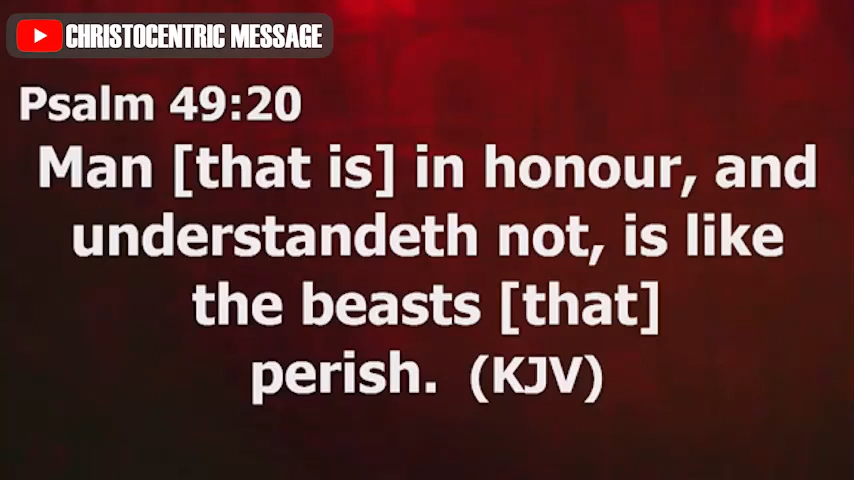 CHRISTOCENTRIC MESSAGE
Psalm 49:20
Man [that is] in honour, and
understandeth not, is like
the beasts [that]
perish. (KJV)